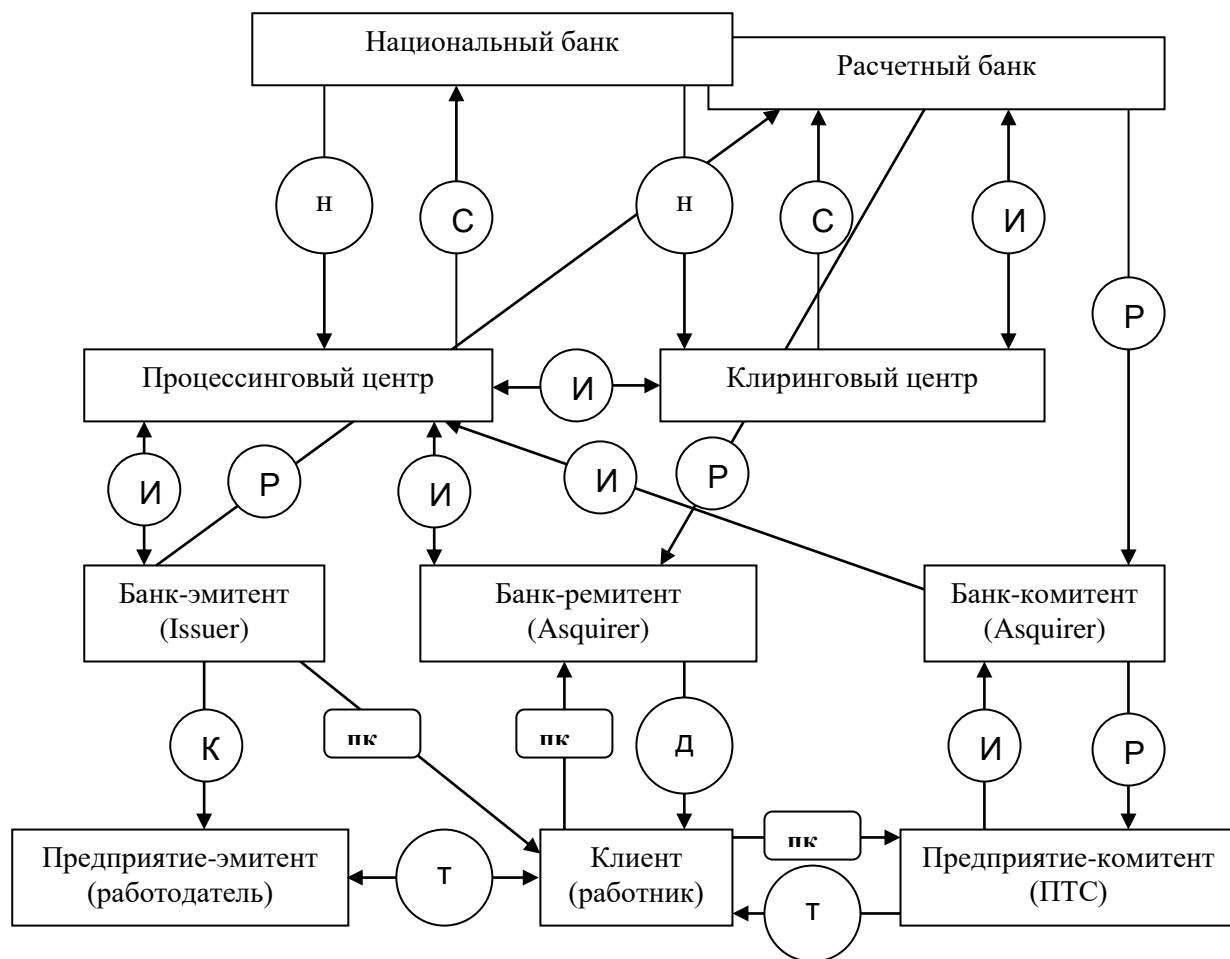 Национальный банк
Расчетный банк
н
С
н
С
И
Р
Процессинговый центр
И
Клиринговый центр
И
Р
И
И
Р
Банк-эмитент
(Issuer)
Банк-ремитент
(Asquirer)
Банк-комитент
(Asquirer)
К
пк
пк
д
И
Р
Предприятие-эмитент
(работодатель)
т
Клиент
(работник)
пк
т
Предприятие-комитент
(ПТС)